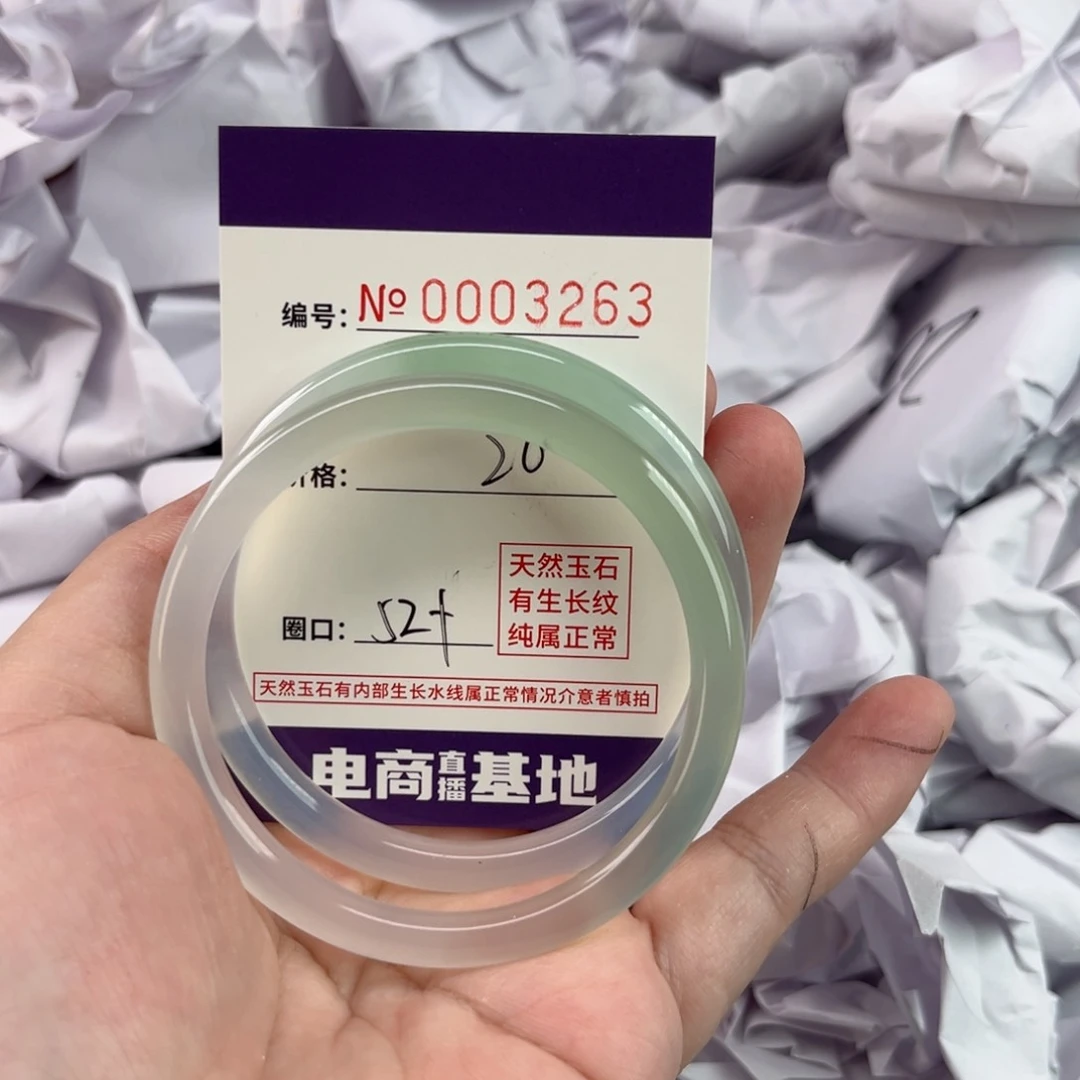 编号: № 0003263
价格: 20
圈口: 52+
天然玉石
有生长纹
纯属正常
天然玉石有内部生长水线属正常情况介意者慎拍
电商直播基地